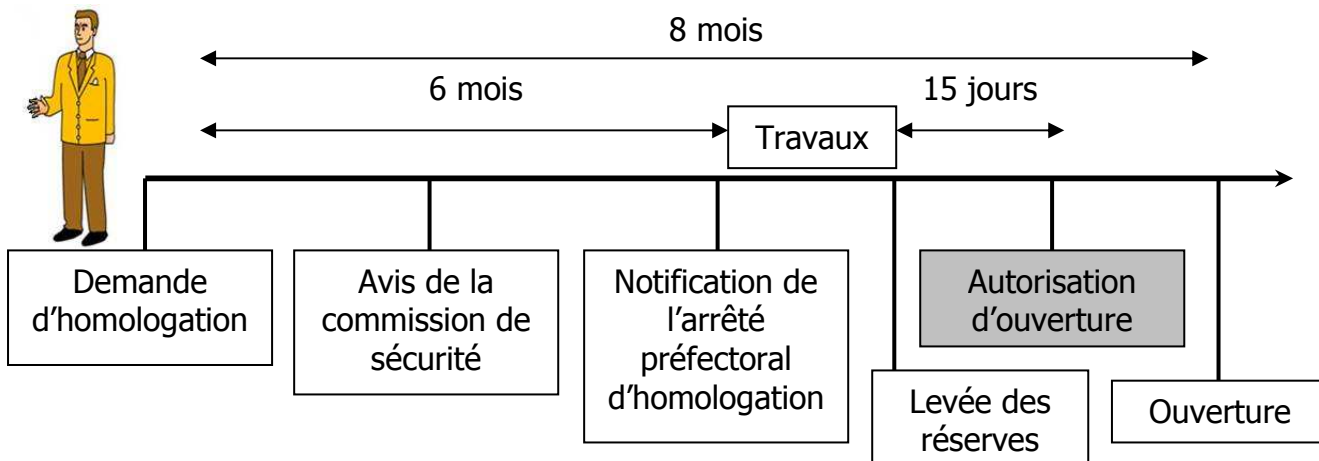 8 mois
6 mois
15 jours
Travaux
Demande
d'homologation
Avis de la
commission de
sécurité
Notification de
l'arrêté
préfectoral
d'homologation
Levée des
réserves
Autorisation
d'ouverture
Ouverture